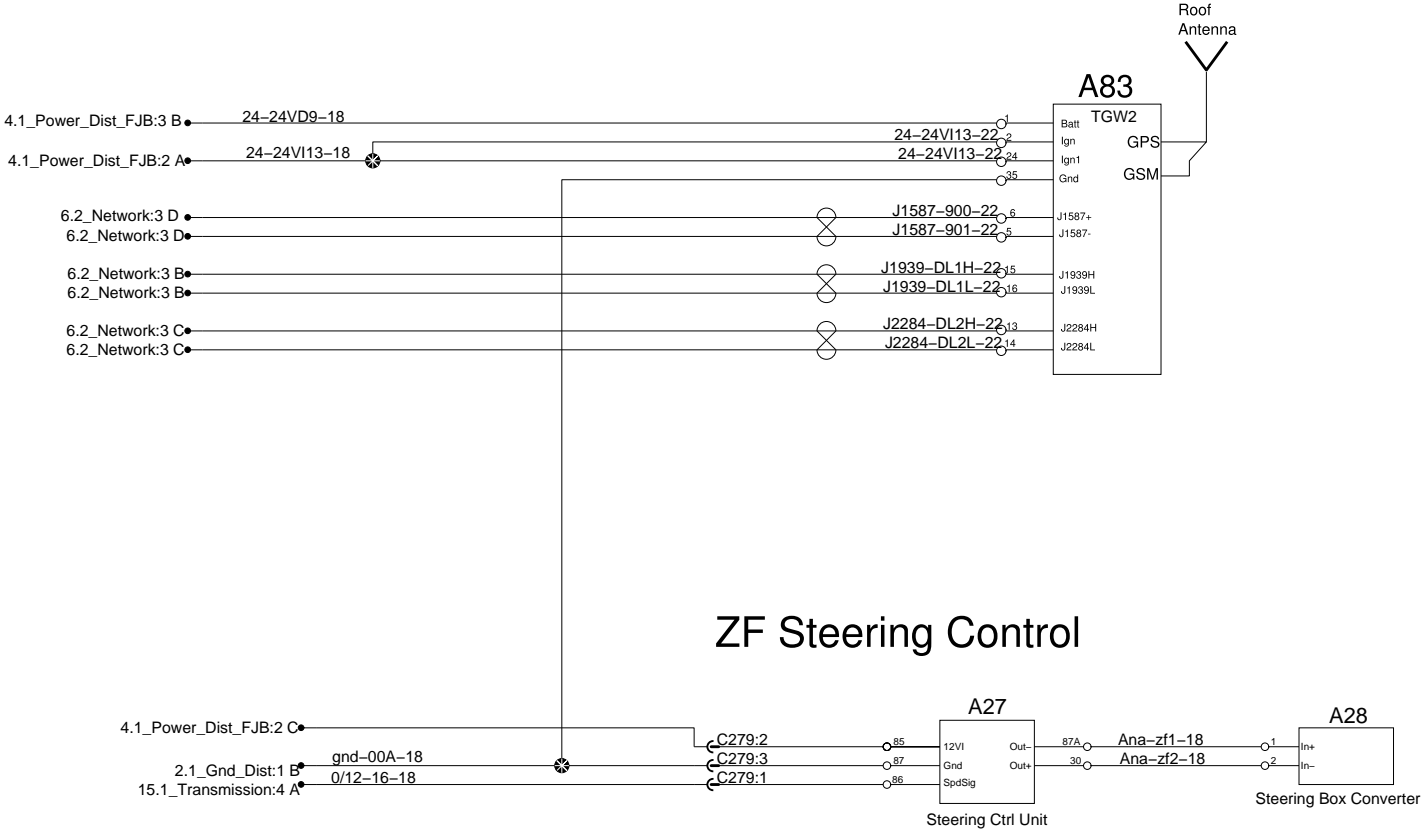 Roof
Antenna
A83
4.1_Power_Dist_FJB:3 B 24–24VD9–18 1 Batt TGW2
24–24VI13–22 2 Ign GPS
4.1_Power_Dist_FJB:2 A 24–24VI13–18 24–24VI13–22 24 Ign1
35 Gnd GSM
6.2_Network:3 D J1587–900–22 6 J1587+
6.2_Network:3 D J1587–901–22 5 J1587-
6.2_Network:3 B J1939–DL1H–22 15 J1939H
6.2_Network:3 B J1939–DL1L–22 16 J1939L
6.2_Network:3 C J2284–DL2H–22 13 J2284H
6.2_Network:3 C J2284–DL2L–22 14 J2284L
ZF Steering Control
A27 A28
4.1_Power_Dist_FJB:2 C
C279:2 85 12VI Out– 87A Ana–zf1–18 1 In+
2.1_Gnd_Dist:1 B gnd–00A–18 C279:3 87 Gnd Out+ 30 Ana–zf2–18 2 In–
15.1_Transmission:4 A 0/12–16–18 C279:1 86 SpdSig
Steering Ctrl Unit Steering Box Converter